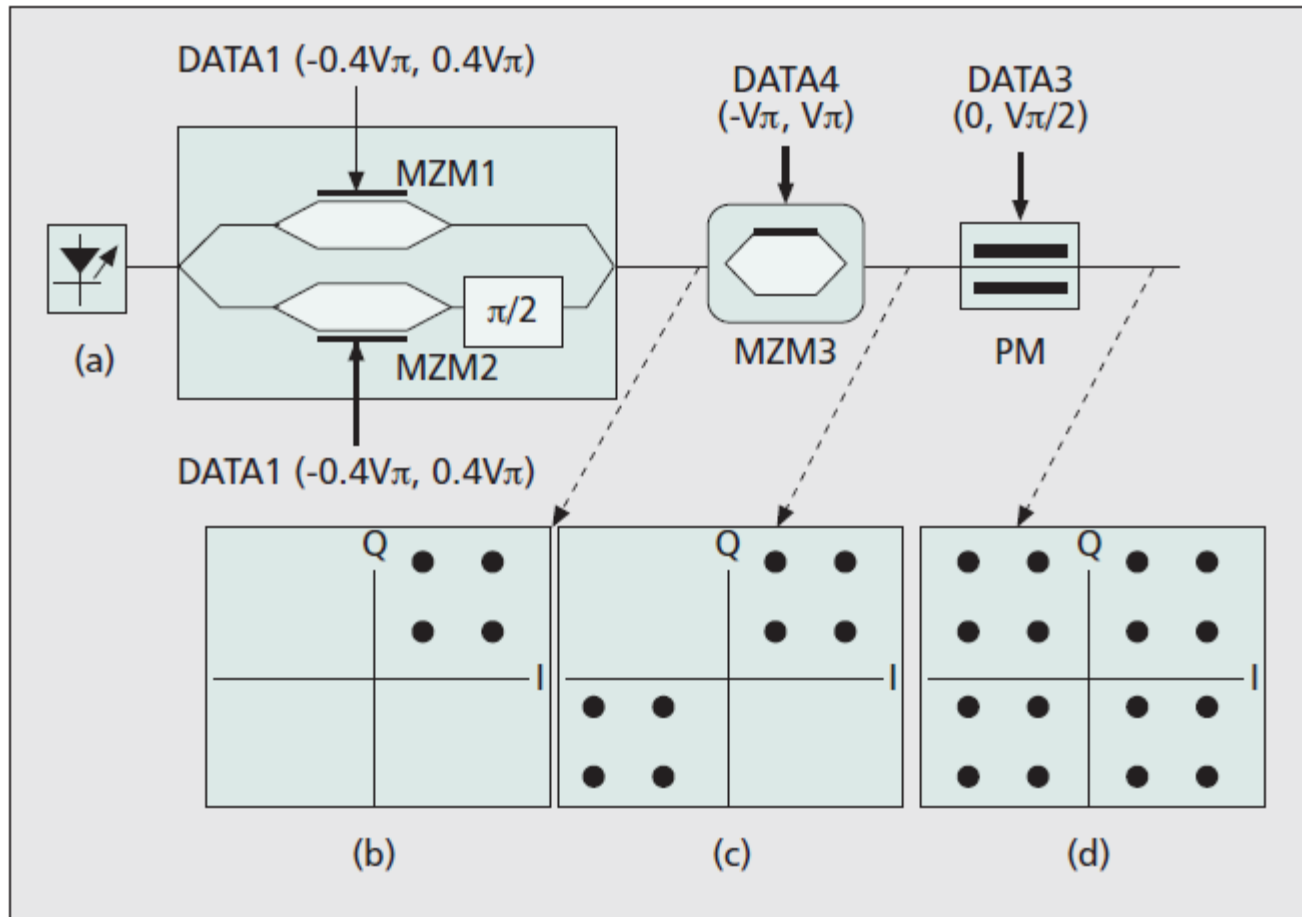 DATA1 (-0.4Vπ, 0.4Vπ)
DATA4
(-Vπ, Vπ)
DATA3
(0, Vπ/2)
MZM1
π/2
MZM2
(a)
MZM3
PM
DATA1 (-0.4Vπ, 0.4Vπ)
Q
I
Q
I
Q
I
(b)
(c)
(d)